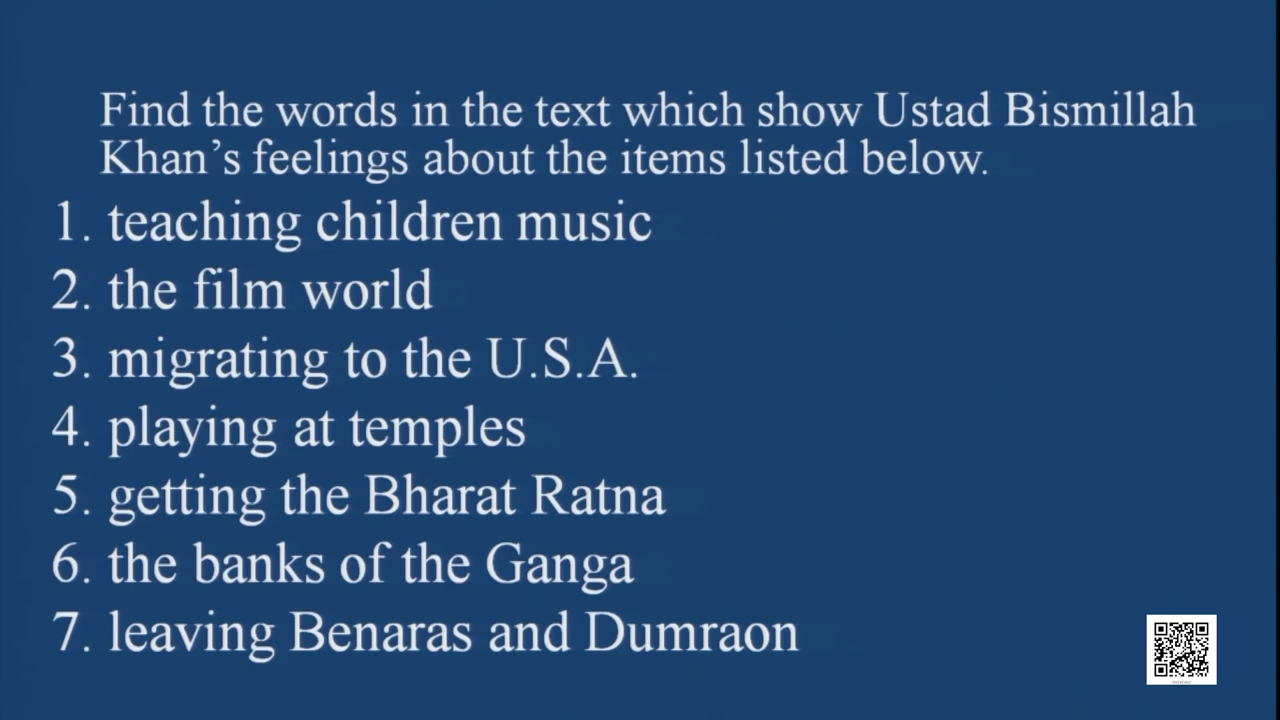 Find the words in the text which show Ustad Bismillah
Khan’s feelings about the items listed below.
1. teaching children music
2. the film world
3. migrating to the U.S.A.
4. playing at temples
5. getting the Bharat Ratna
6. the banks of the Ganga
7. leaving Benaras and Dumraon